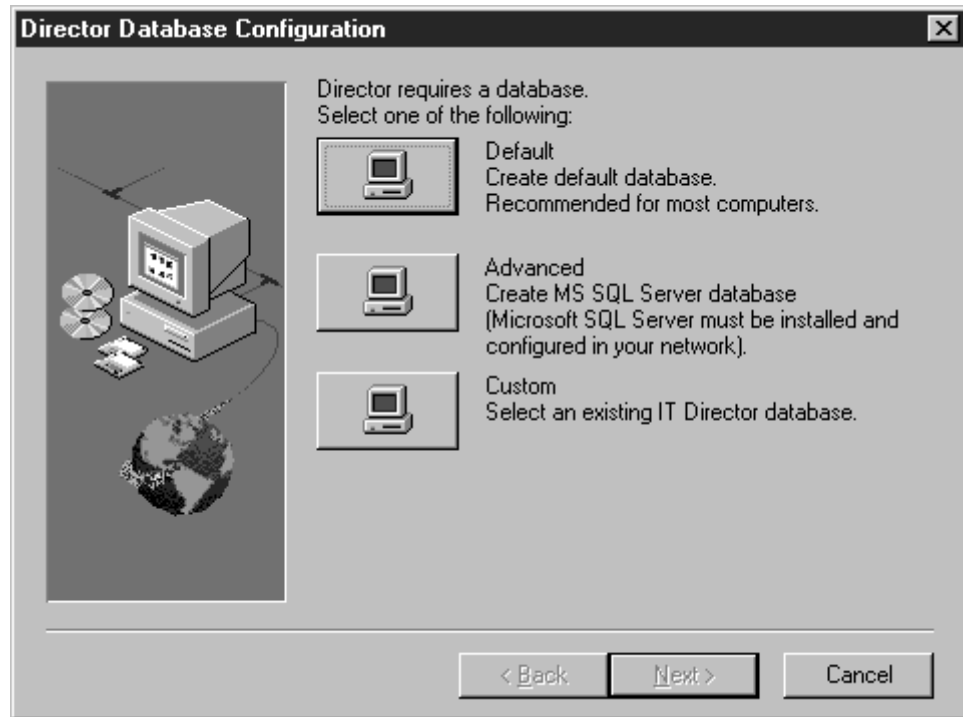 Director Database Configuration
Director requires a database.
Select one of the following:
Default
Create default database.
Recommended for most computers.
Advanced
Create MS SQL Server database
(Microsoft SQL Server must be installed and
configured in your network).
Custom
Select an existing IT Director database.
< Back
Next >
Cancel